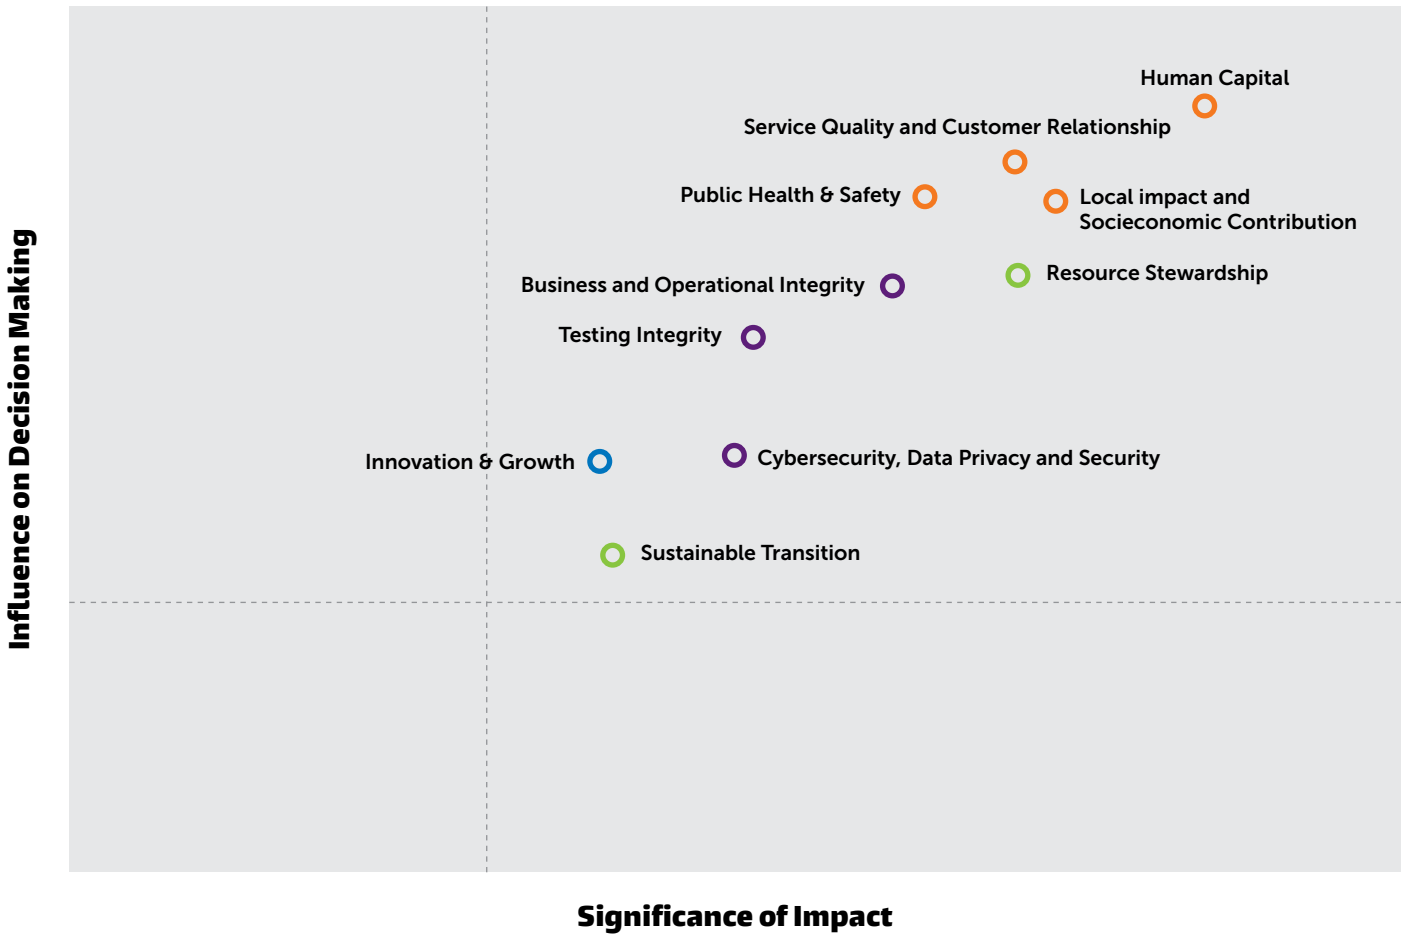 Human Capital
Service Quality and Customer Relationship
Public Health & Safety
Local impact and
Socieconomic Contribution
Resource Stewardship
Business and Operational Integrity
Testing Integrity
Innovation & Growth
Cybersecurity, Data Privacy and Security
Sustainable Transition
Influence on Decision Making
Significance of Impact